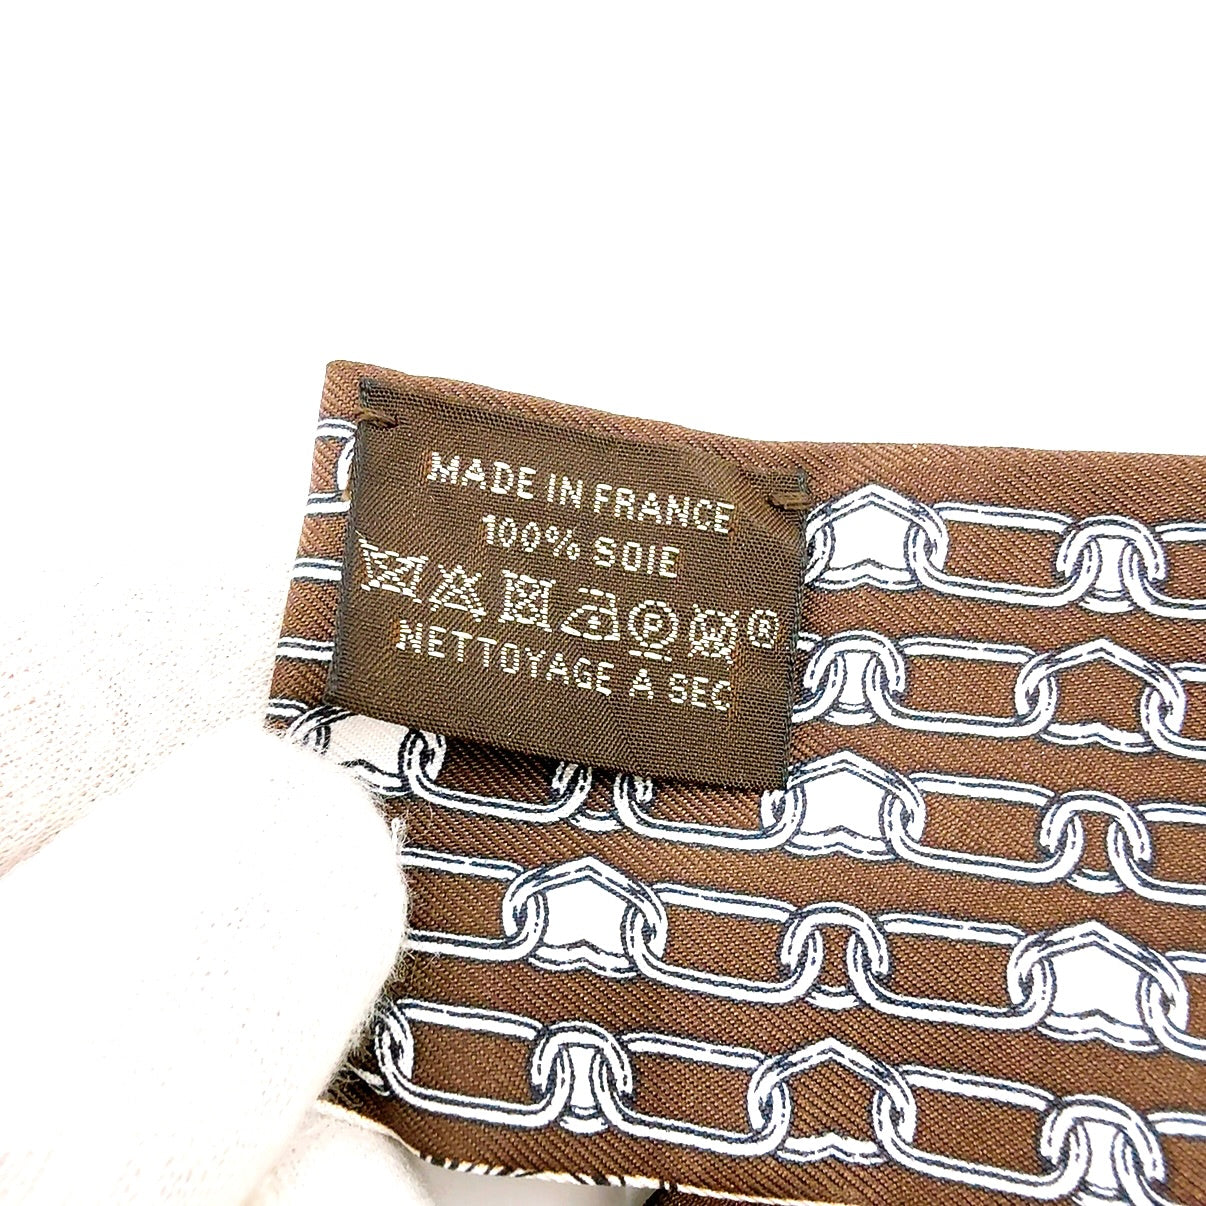 MADE IN FRANCE
100% SOIE
P ®
NETTOYAGE A SEC